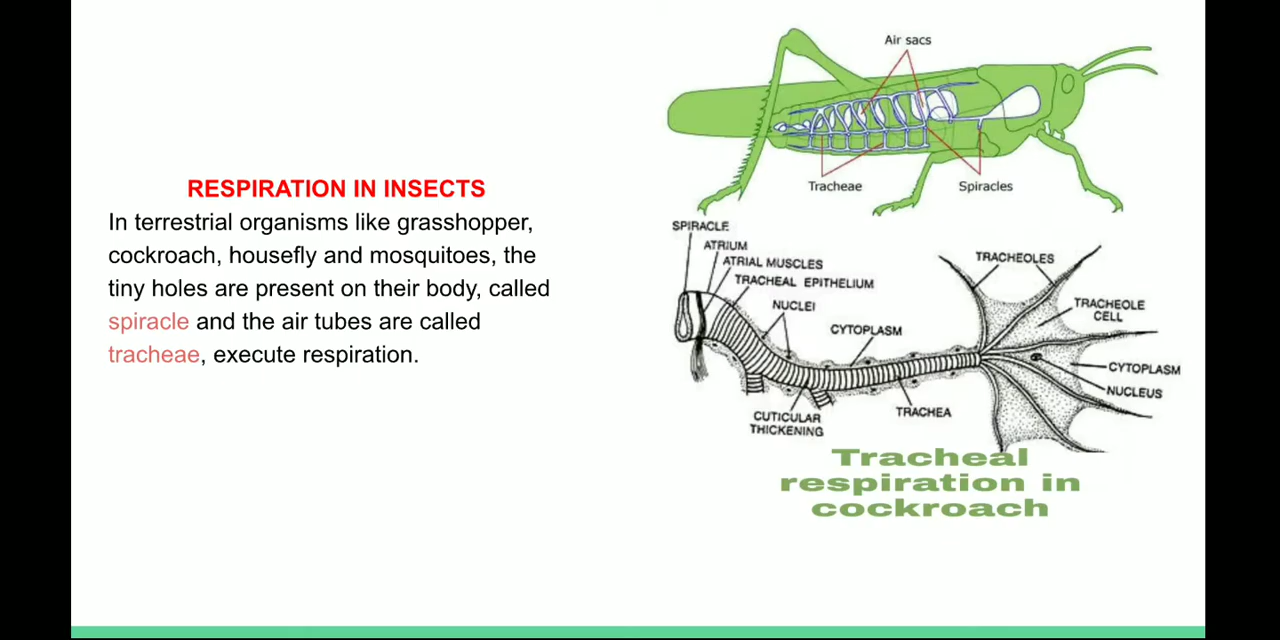 RESPIRATION IN INSECTS
In terrestrial organisms like grasshopper,
cockroach, housefly and mosquitoes, the
tiny holes are present on their body, called
spiracle and the air tubes are called
tracheae, execute respiration.
Air sacs
Tracheae
Spiracles
SPIRACLE
ATRIUM
ATRIAL MUSCLES
TRACHEAL EPITHELIUM
NUCLEI
CYTOPLASM
CUTICULAR
THICKENING
TRACHEA
TRACHEOLES
TRACHEOLE
CELL
CYTOPLASM
NUCLEUS
Tracheal
respiration in
cockroach